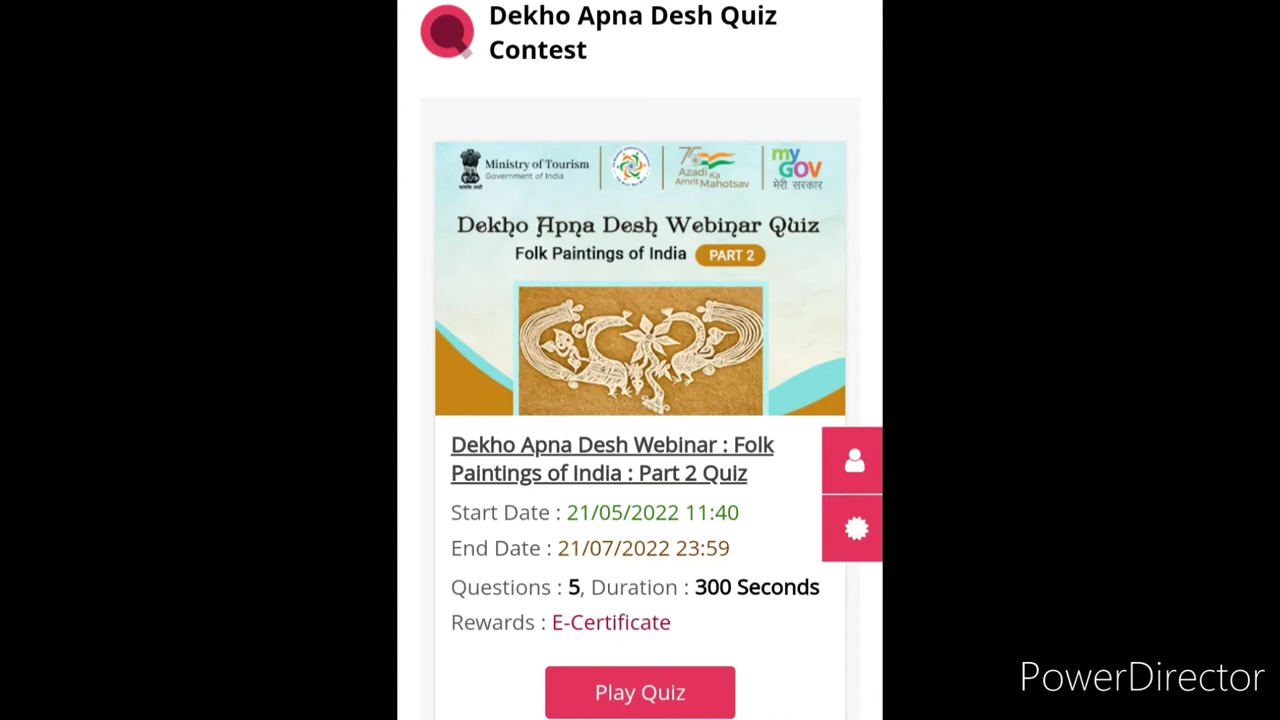 Dekho Apna Desh Quiz
Contest
Ministry of Tourism
Government of India
75
Azadi Ka
Amrit Mahotsav
my
GOV
मेरी सरकार
Dekho Apna Desh Webinar Quiz
Folk Paintings of India PART 2
Dekho Apna Desh Webinar : Folk
Paintings of India : Part 2 Quiz
Start Date : 21/05/2022 11:40
End Date : 21/07/2022 23:59
Questions : 5, Duration : 300 Seconds
Rewards : E-Certificate
Play Quiz
PowerDirector